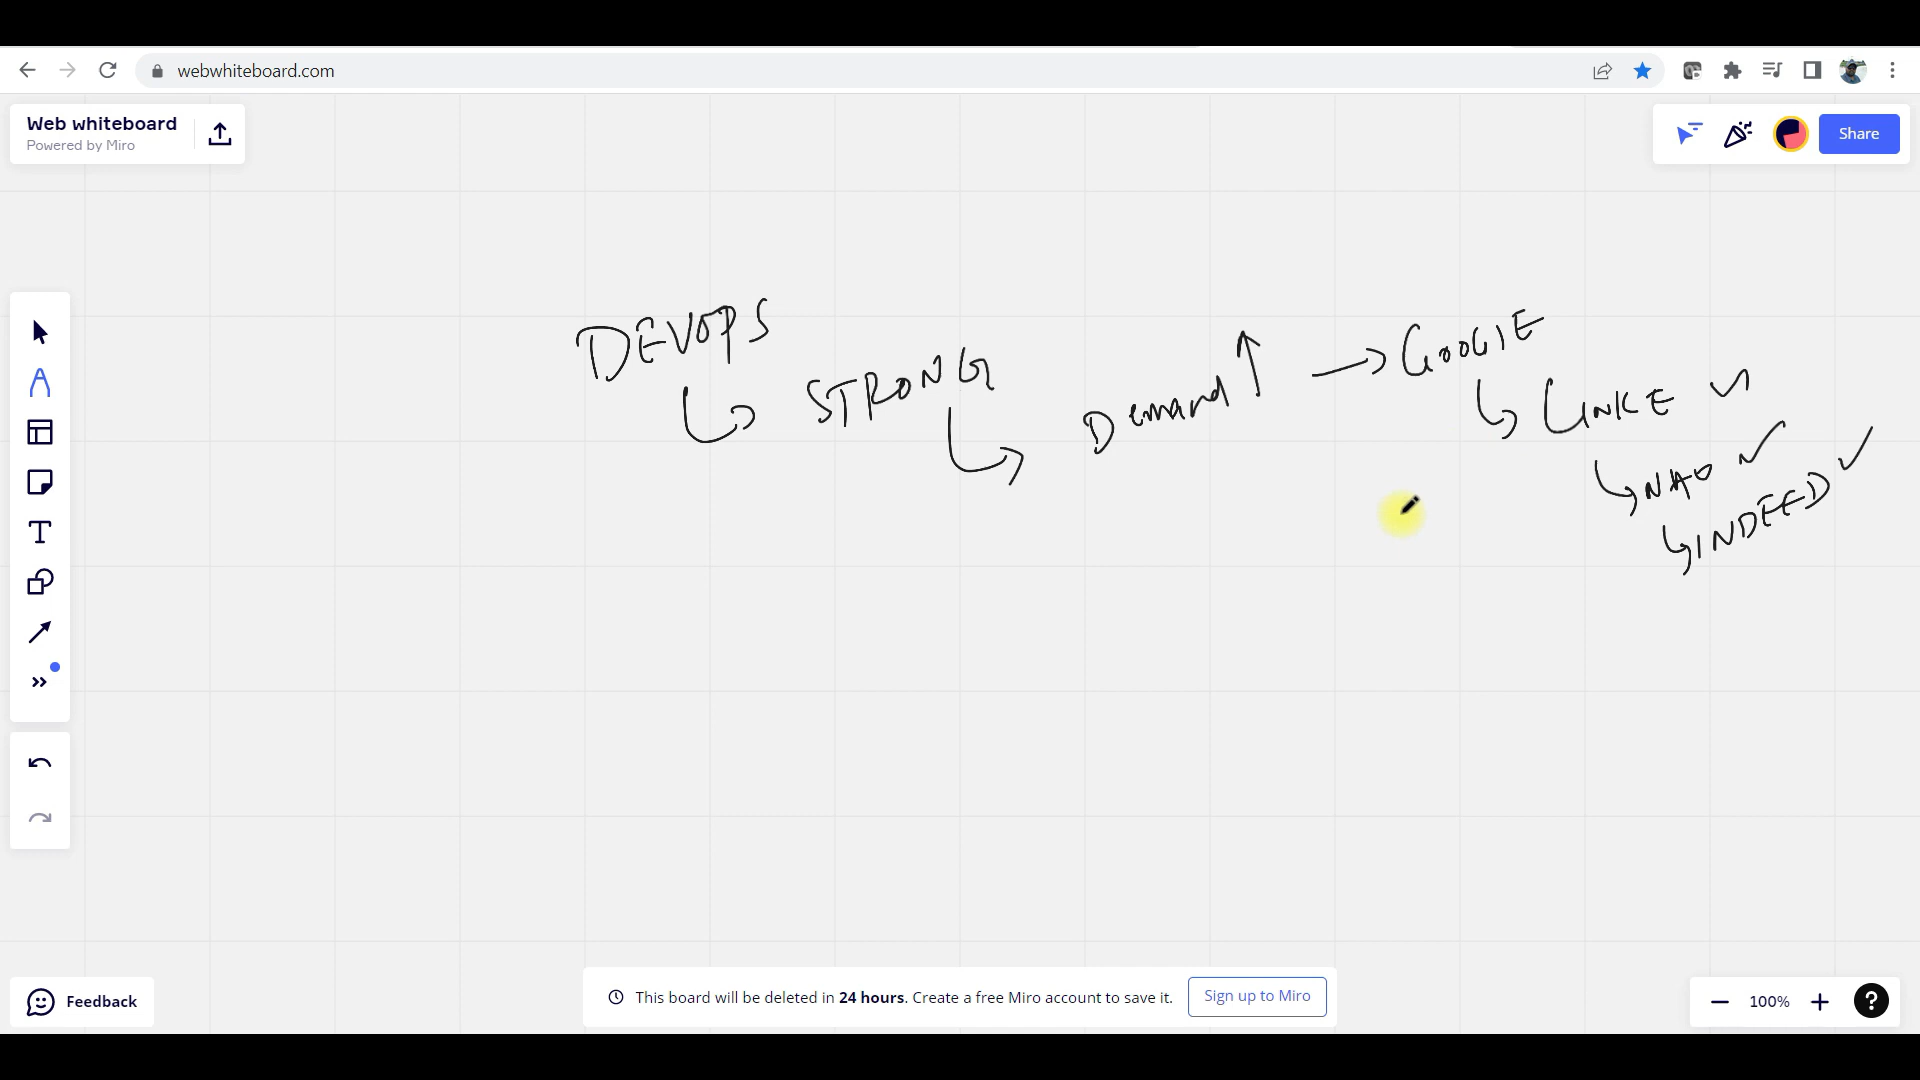 webwhiteboard.com
Web whiteboard
Powered by Miro
Share
DEVOPS
STRONG
Demand
GOOGLE
LINKE
NAO
INDEED
Feedback
This board will be deleted in 24 hours. Create a free Miro account to save it.
Sign up to Miro
100%
?